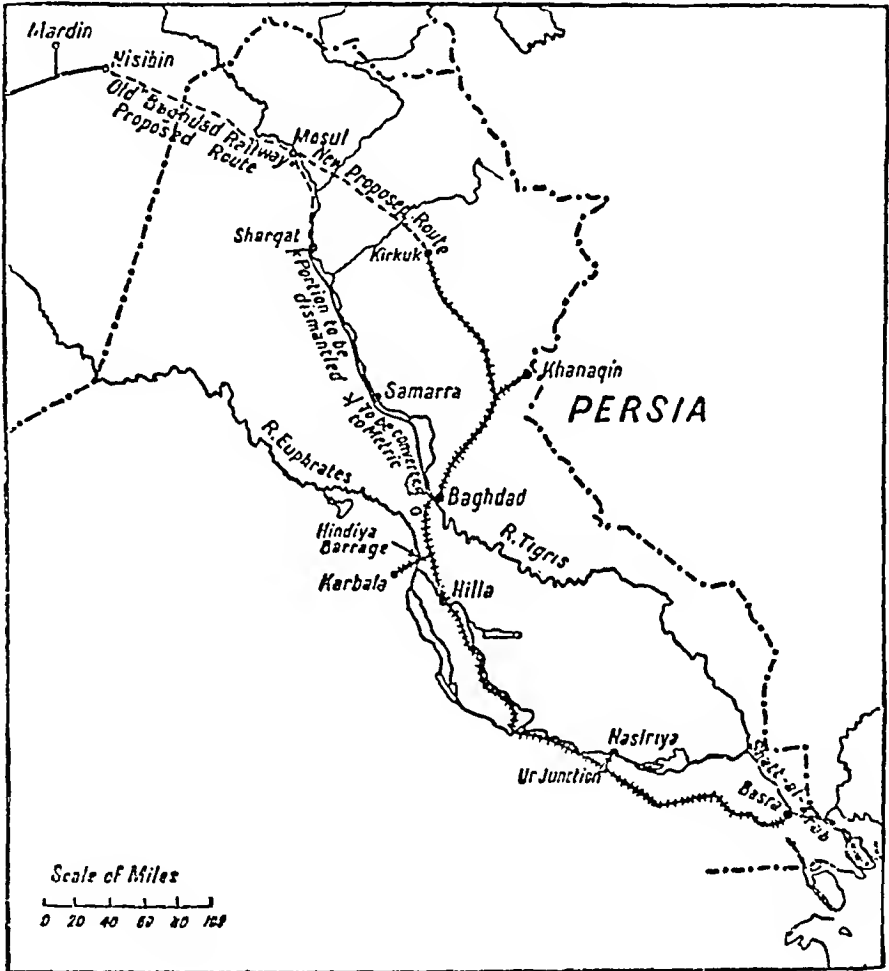 Mardin
Nisibin
Old Baghdad Railway
Proposed Route
Mosul
New Proposed Route
Sharqat
Kirkuk
Portion to be
dismantled
Khanaqin
Samarra
PERSIA
To be converted
to Metric
R. Euphrates
Baghdad
R. Tigris
Hindiya
Barrage
Karbala
Hilla
Nasiriya
Ur Junction
Shatt-al-Arab
Basra
Scale of Miles
0 20 40 60 80 100